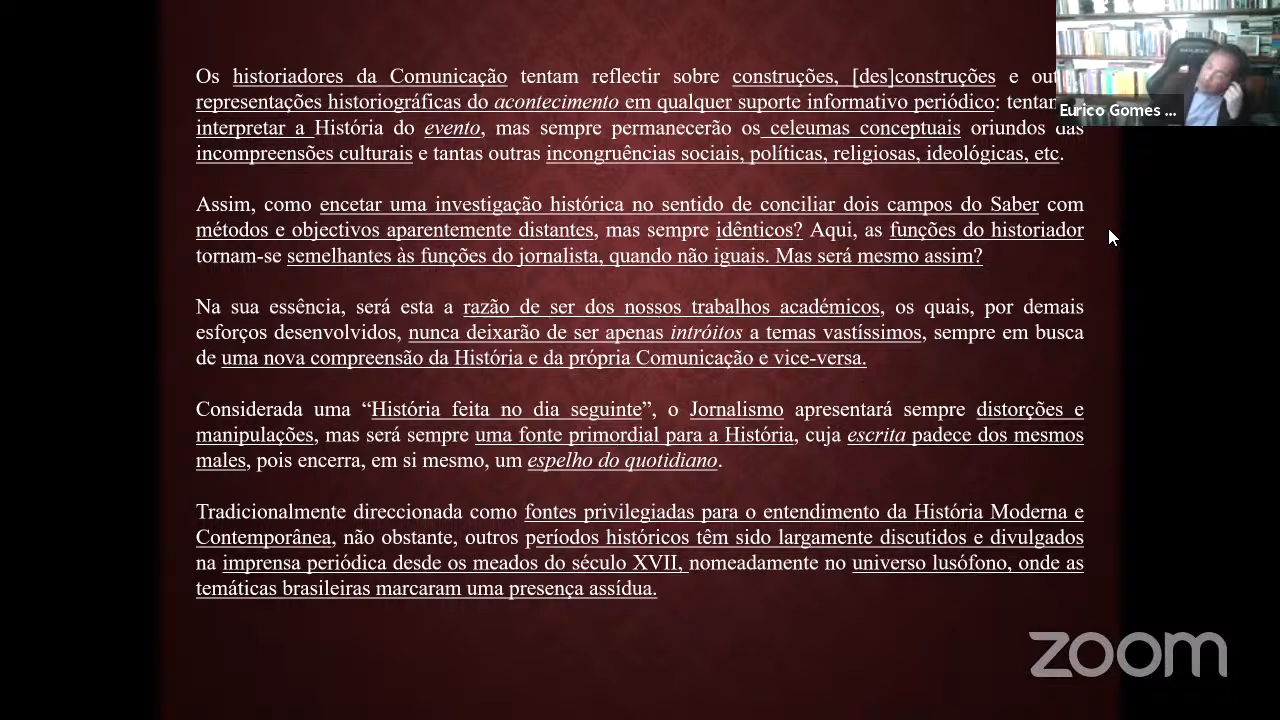 Os historiadores da Comunicação tentam reflectir sobre construções, [des]construções e
representações historiográficas do acontecimento em qualquer suporte informativo periódico:
interpretar a História do evento, mas sempre permanecerão os celeumas conceptuais oriundos das
incompreensões culturais e tantas outras incongruências sociais, políticas, religiosas, ideológicas, etc.
Assim, como encetar uma investigação histórica no sentido de conciliar dois campos do Saber com
métodos e objectivos aparentemente distantes, mas sempre idênticos? Aqui, as funções do historiador
tornam-se semelhantes às funções do jornalista, quando não iguais. Mas será mesmo assim?
Na sua essência, será esta a razão de ser dos nossos trabalhos académicos, os quais, por demais
esforços desenvolvidos, nunca deixarão de ser apenas intróitos a temas vastíssimos, sempre em busca
de uma nova compreensão da História e da própria Comunicação e vice-versa.
Considerada uma “História feita no dia seguinte”, o Jornalismo apresentará sempre distorções e
manipulações, mas será sempre uma fonte primordial para a História, cuja escrita padece dos mesmos
males, pois encerra, em si mesmo, um espelho do quotidiano.
Tradicionalmente direccionada como fontes privilegiadas para o entendimento da História Moderna e
Contemporânea, não obstante, outros períodos históricos têm sido largamente discutidos e divulgados
na imprensa periódica desde os meados do século XVII, nomeadamente no universo lusófono, onde as
temáticas brasileiras marcaram uma presença assídua.
Eurico Gomes ...
zoom